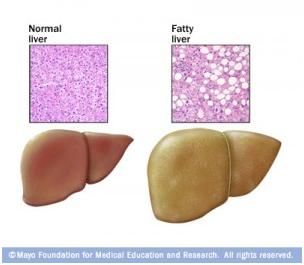 Normal
liver
Fatty
liver
©Mayo Foundation for Medical Education and Research. All rights reserved.